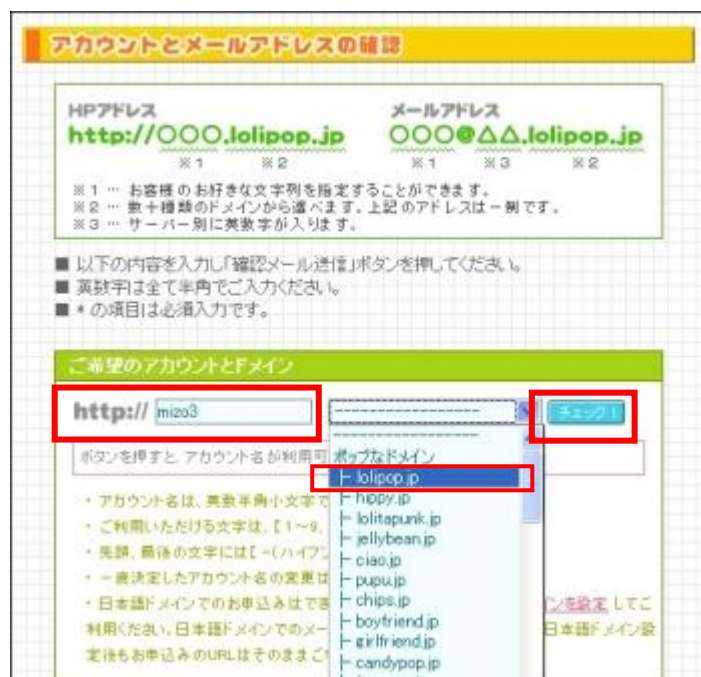 アカウントとメールアドレスの確認
HPアドレス
http://〇〇〇.lolipop.jp
※1 ※2
メールアドレス
〇〇〇@△△.lolipop.jp
※1 ※3 ※2
※1 … お客様のお好きな文字列を指定することができます。
※2 … 数十種類のドメインから選べます。上記のアドレスは一例です。
※3 … サーバー別に英数字が入ります。
■ 以下の内容を入力し「確認メール送信」ボタンを押してください。
■ 英数字は全て半角でご入力ください。
■ * の項目は必須入力です。
ご希望のアカウントとドメイン
http:// mizo3 ----------------- チェック!
-----------------
ボタンを押すと、アカウント名が利用可
ポップなドメイン
├ lolipop.jp
├ hippy.jp
├ lolitapunk.jp
├ jellybean.jp
├ ciao.jp
├ pupu.jp
├ chips.jp
├ boyfriend.jp
├ girlfriend.jp
├ candypop.jp
・アカウント名は、英数半角小文字で
・ご利用いただける文字は、【1～9、
・先頭、最後の文字には【-(ハイフン
・一度決定したアカウント名の変更は
・日本語ドメインでのお申込みはでき インを設定 してご
利用ください。日本語ドメインでのメー 日本語ドメイン設
定後もお申込みのURLはそのままご